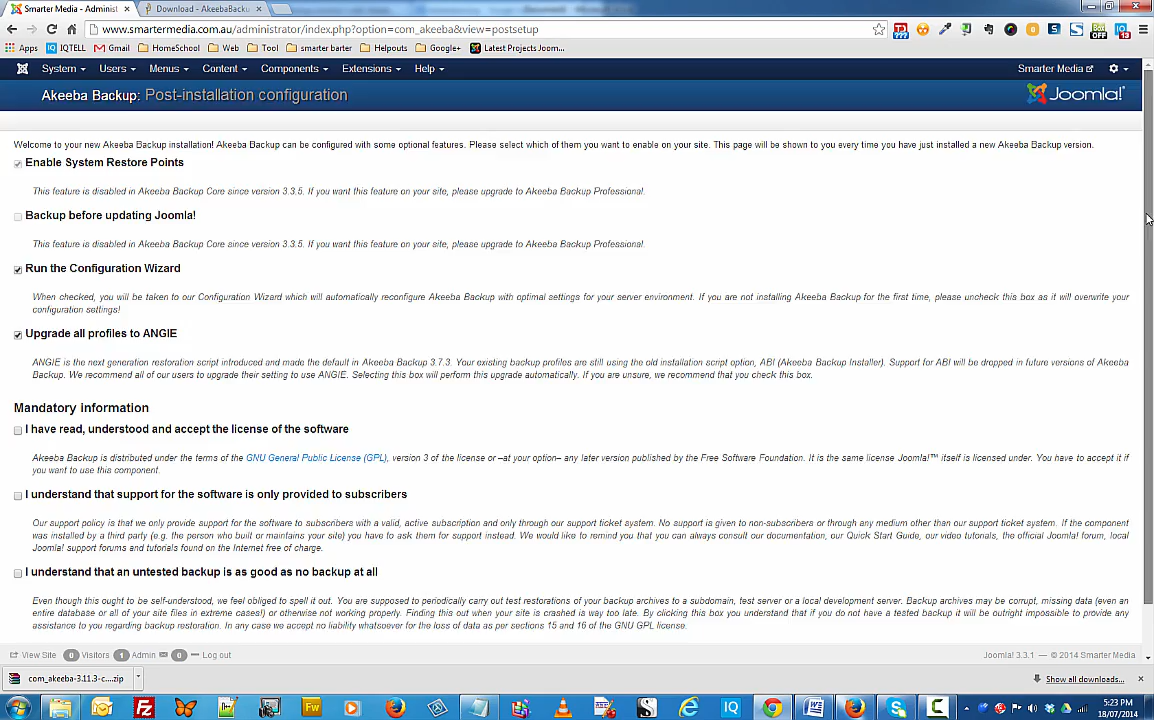 Smarter Media - Administ
Download - AkeebaBacku
www.smartermedia.com.au/administrator/index.php?option=com_akeeba&view=postsetup
Apps IQTELL Gmail HomeSchool Web Tool smarter barter Helpouts Google+ Latest Projects Joom...
System Users Menus Content Components Extensions Help Smarter Media
Akeeba Backup: Post-installation configuration Joomla!
Welcome to your new Akeeba Backup installation! Akeeba Backup can be configured with some optional features. Please select which of them you want to enable on your site. This page will be shown to you every time you have just installed a new Akeeba Backup version.
Enable System Restore Points
This feature is disabled in Akeeba Backup Core since version 3.3.5. If you want this feature on your site, please upgrade to Akeeba Backup Professional.
Backup before updating Joomla!
This feature is disabled in Akeeba Backup Core since version 3.3.5. If you want this feature on your site, please upgrade to Akeeba Backup Professional.
Run the Configuration Wizard
When checked, you will be taken to our Configuration Wizard which will automatically reconfigure Akeeba Backup with optimal settings for your server environment. If you are not installing Akeeba Backup for the first time, please uncheck this box as it will overwrite your
configuration settings!
Upgrade all profiles to ANGIE
ANGIE is the next generation restoration script introduced and made the default in Akeeba Backup 3.7.3. Your existing backup profiles are still using the old installation script option, ABI (Akeeba Backup Installer). Support for ABI will be dropped in future versions of Akeeba
Backup. We recommend all of our users to upgrade their setting to use ANGIE. Selecting this box will perform this upgrade automatically. If you are unsure, we recommend that you check this box.
Mandatory information
I have read, understood and accept the license of the software
Akeeba Backup is distributed under the terms of the GNU General Public License (GPL), version 3 of the license or –at your option– any later version published by the Free Software Foundation. It is the same license Joomla!™ itself is licensed under. You have to accept it if
you want to use this component.
I understand that support for the software is only provided to subscribers
Our support policy is that we only provide support for the software to subscribers with a valid, active subscription and only through our support ticket system. No support is given to non-subscribers or through any medium other than our support ticket system. If the component
was installed by a third party (e.g. the person who built or maintains your site) you have to ask them for support instead. We would like to remind you that you can always consult our documentation, our Quick Start Guide, our video tutorials, the official Joomla! forum, local
Joomla! support forums and tutorials found on the Internet free of charge.
I understand that an untested backup is as good as no backup at all
Even though this ought to be self-understood, we feel obliged to spell it out. You are supposed to periodically carry out test restorations of your backup archives to a subdomain, test server or a local development server. Backup archives may be corrupt, missing data (even an
entire database or all of your site files in extreme cases!) or otherwise not working properly. Finding this out when your site is crashed is way too late. By clicking this box you understand that if you do not have a tested backup it will be outright impossible to provide any
assistance to you regarding backup restoration. In any case we accept no liability whatsoever for the loss of data as per sections 15 and 16 of the GNU GPL license.
View Site 0 Visitors 1 Admin 0 Log out Joomla! 3.3.1 — © 2014 Smarter Media
com_akeeba-3.11.3-c....zip Show all downloads...
5:23 PM
18/07/2014